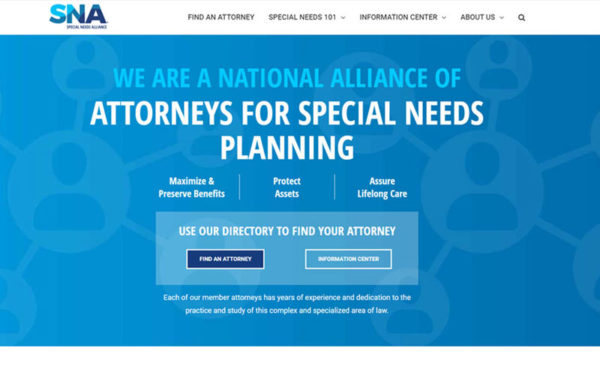 SNA
SPECIAL NEEDS ALLIANCE
FIND AN ATTORNEY SPECIAL NEEDS 101 INFORMATION CENTER ABOUT US
WE ARE A NATIONAL ALLIANCE OF
ATTORNEYS FOR SPECIAL NEEDS
PLANNING
Maximize & Protect Assure
Preserve Benefits Assets Lifelong Care
USE OUR DIRECTORY TO FIND YOUR ATTORNEY
FIND AN ATTORNEY INFORMATION CENTER
Each of our member attorneys has years of experience and dedication to the
practice and study of this complex and specialized area of law.